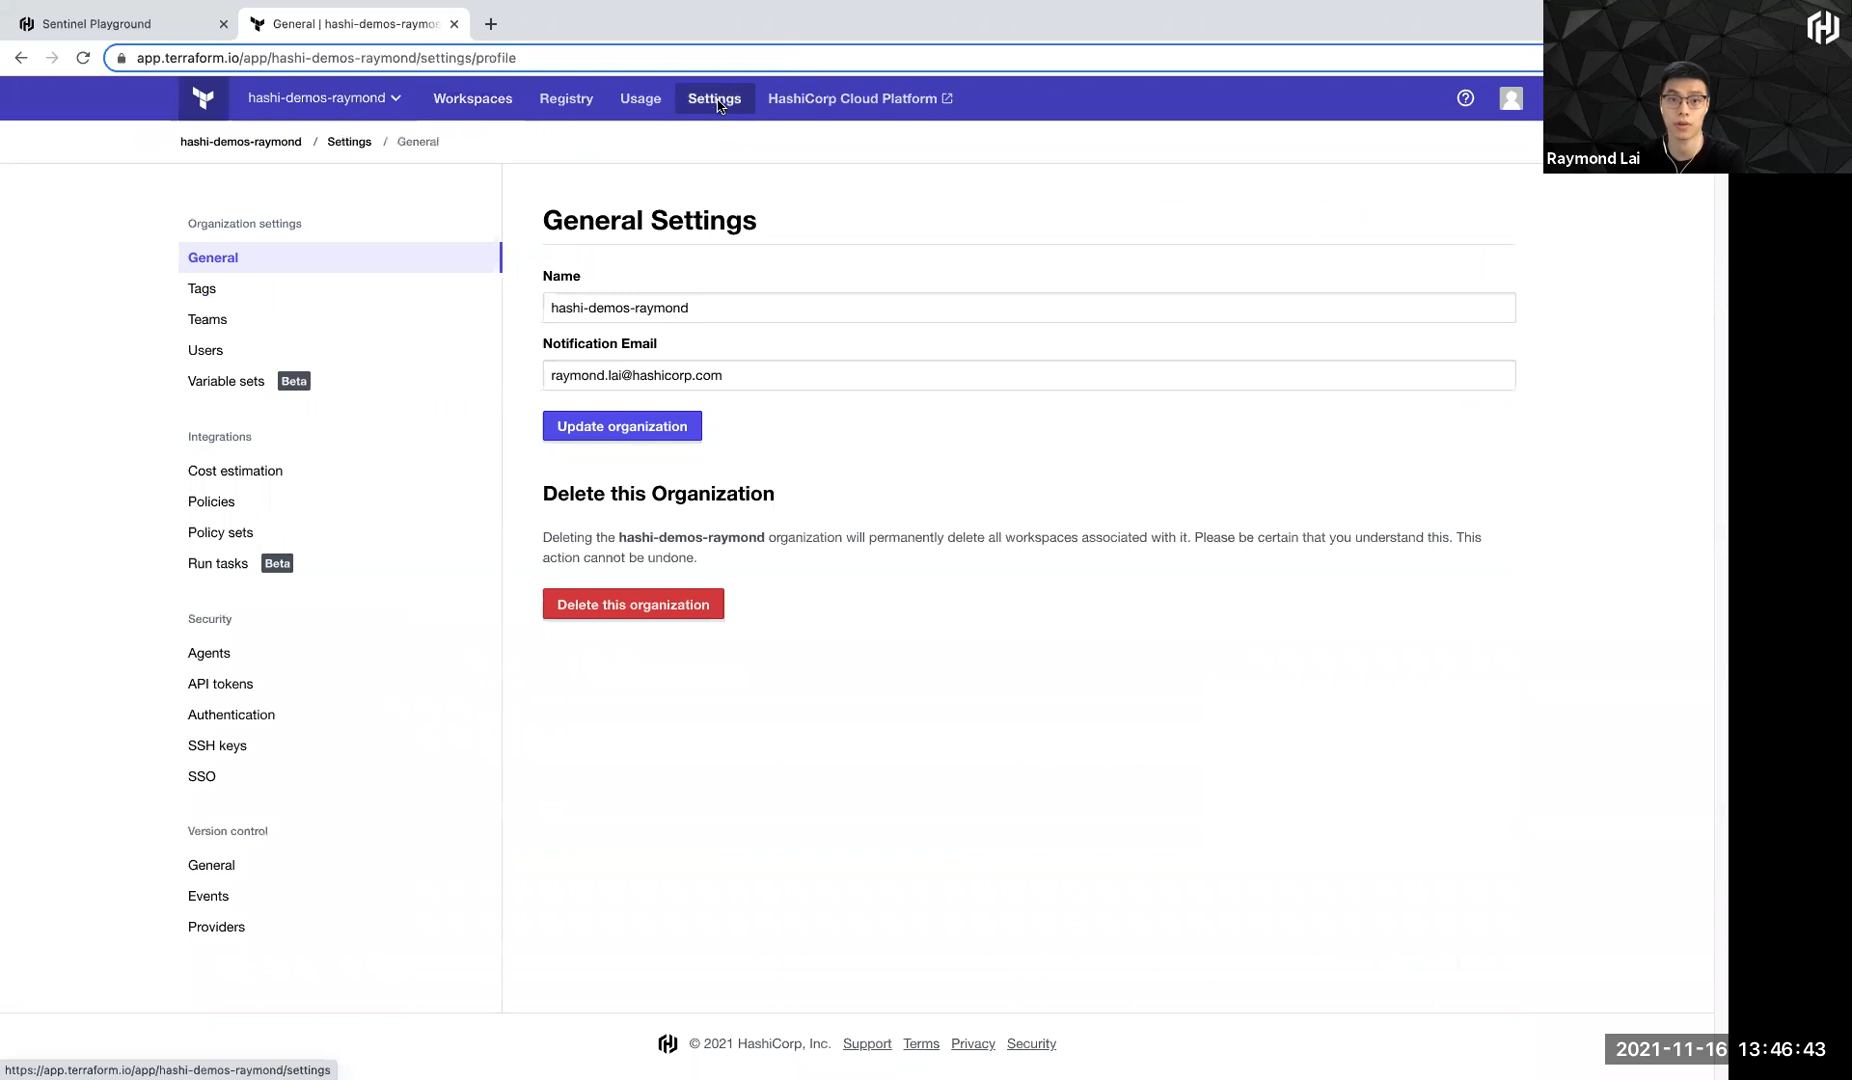 Sentinel Playground
General | hashi-demos-raymo
app.terraform.io/app/hashi-demos-raymond/settings/profile
hashi-demos-raymond Workspaces Registry Usage Settings HashiCorp Cloud Platform
Raymond Lai
hashi-demos-raymond / Settings / General
Organization settings
General
Tags
Teams
Users
Variable sets Beta
Integrations
Cost estimation
Policies
Policy sets
Run tasks Beta
Security
Agents
API tokens
Authentication
SSH keys
SSO
Version control
General
Events
Providers
General Settings
Name
hashi-demos-raymond
Notification Email
raymond.lai@hashicorp.com
Update organization
Delete this Organization
Deleting the hashi-demos-raymond organization will permanently delete all workspaces associated with it. Please be certain that you understand this. This
action cannot be undone.
Delete this organization
© 2021 HashiCorp, Inc. Support Terms Privacy Security
https://app.terraform.io/app/hashi-demos-raymond/settings
2021-11-16 13:46:43